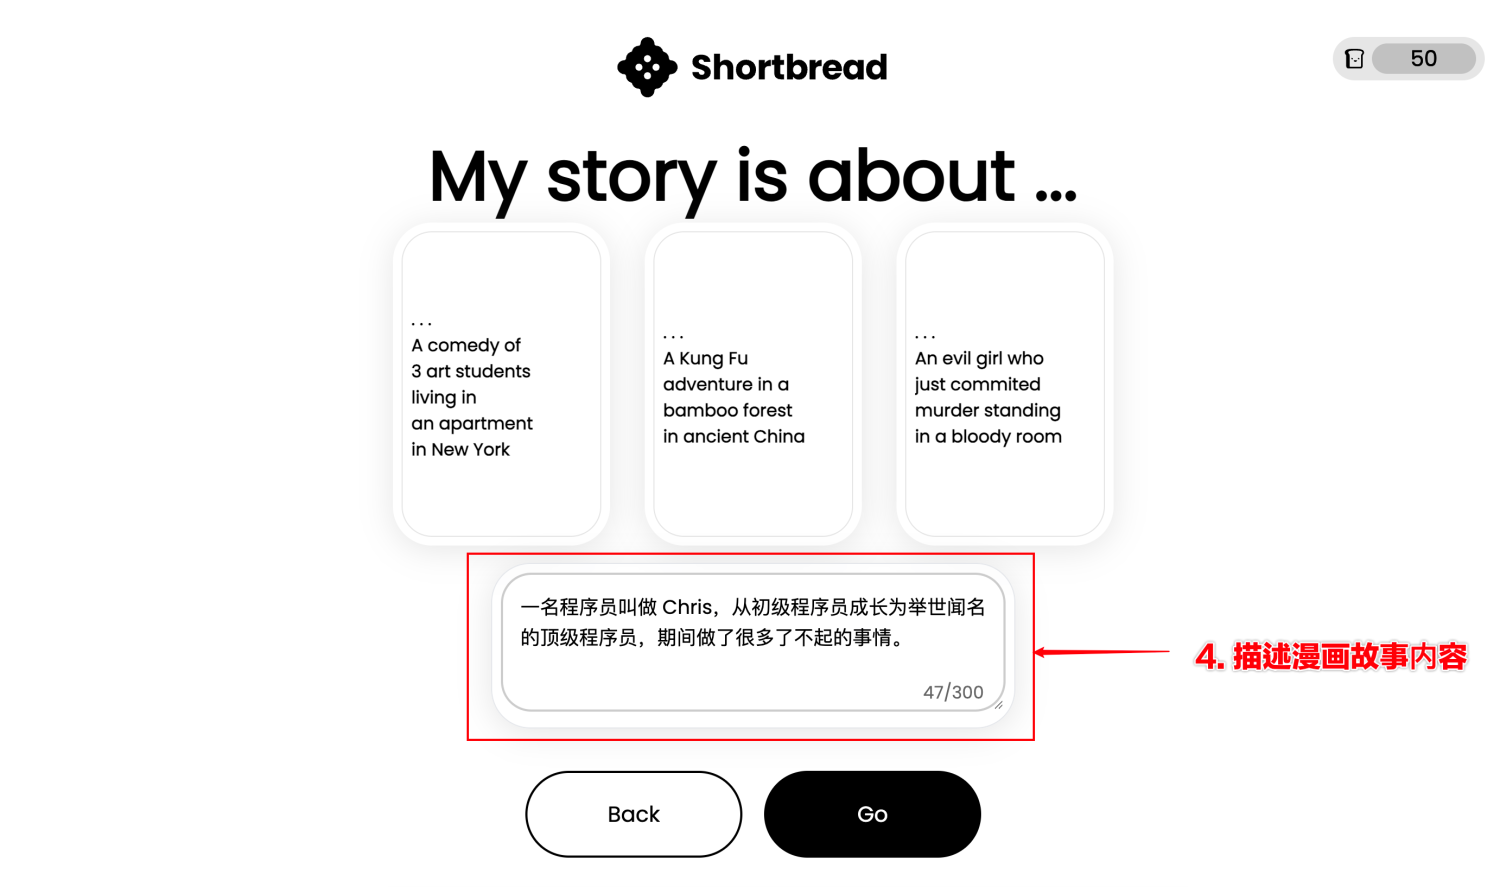 Shortbread
50
My story is about ...
...
A comedy of
3 art students
living in
an apartment
in New York
...
A Kung Fu
adventure in a
bamboo forest
in ancient China
...
An evil girl who
just commited
murder standing
in a bloody room
一名程序员叫做 Chris，从初级程序员成长为举世闻名
的顶级程序员，期间做了很多了不起的事情。
47/300
4. 描述漫画故事内容
Back
Go